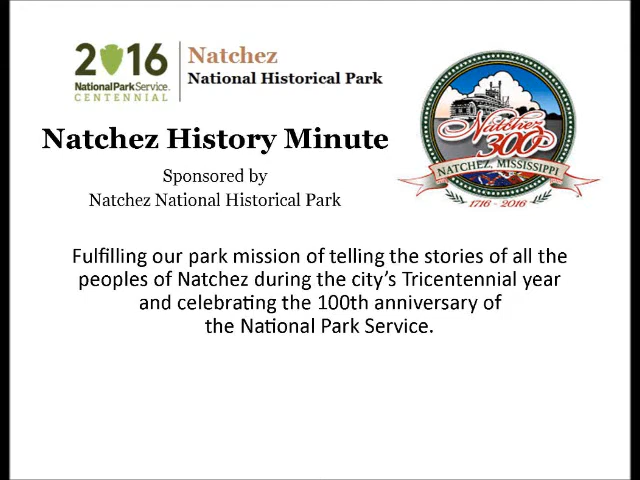 2016
National Park Service®
CENTENNIAL
Natchez
National Historical Park
Natchez History Minute
Sponsored by
Natchez National Historical Park
Natchez
300
NATCHEZ, MISSISSIPPI
1716 - 2016
Fulfilling our park mission of telling the stories of all the
peoples of Natchez during the city’s Tricentennial year
and celebrating the 100th anniversary of
the National Park Service.